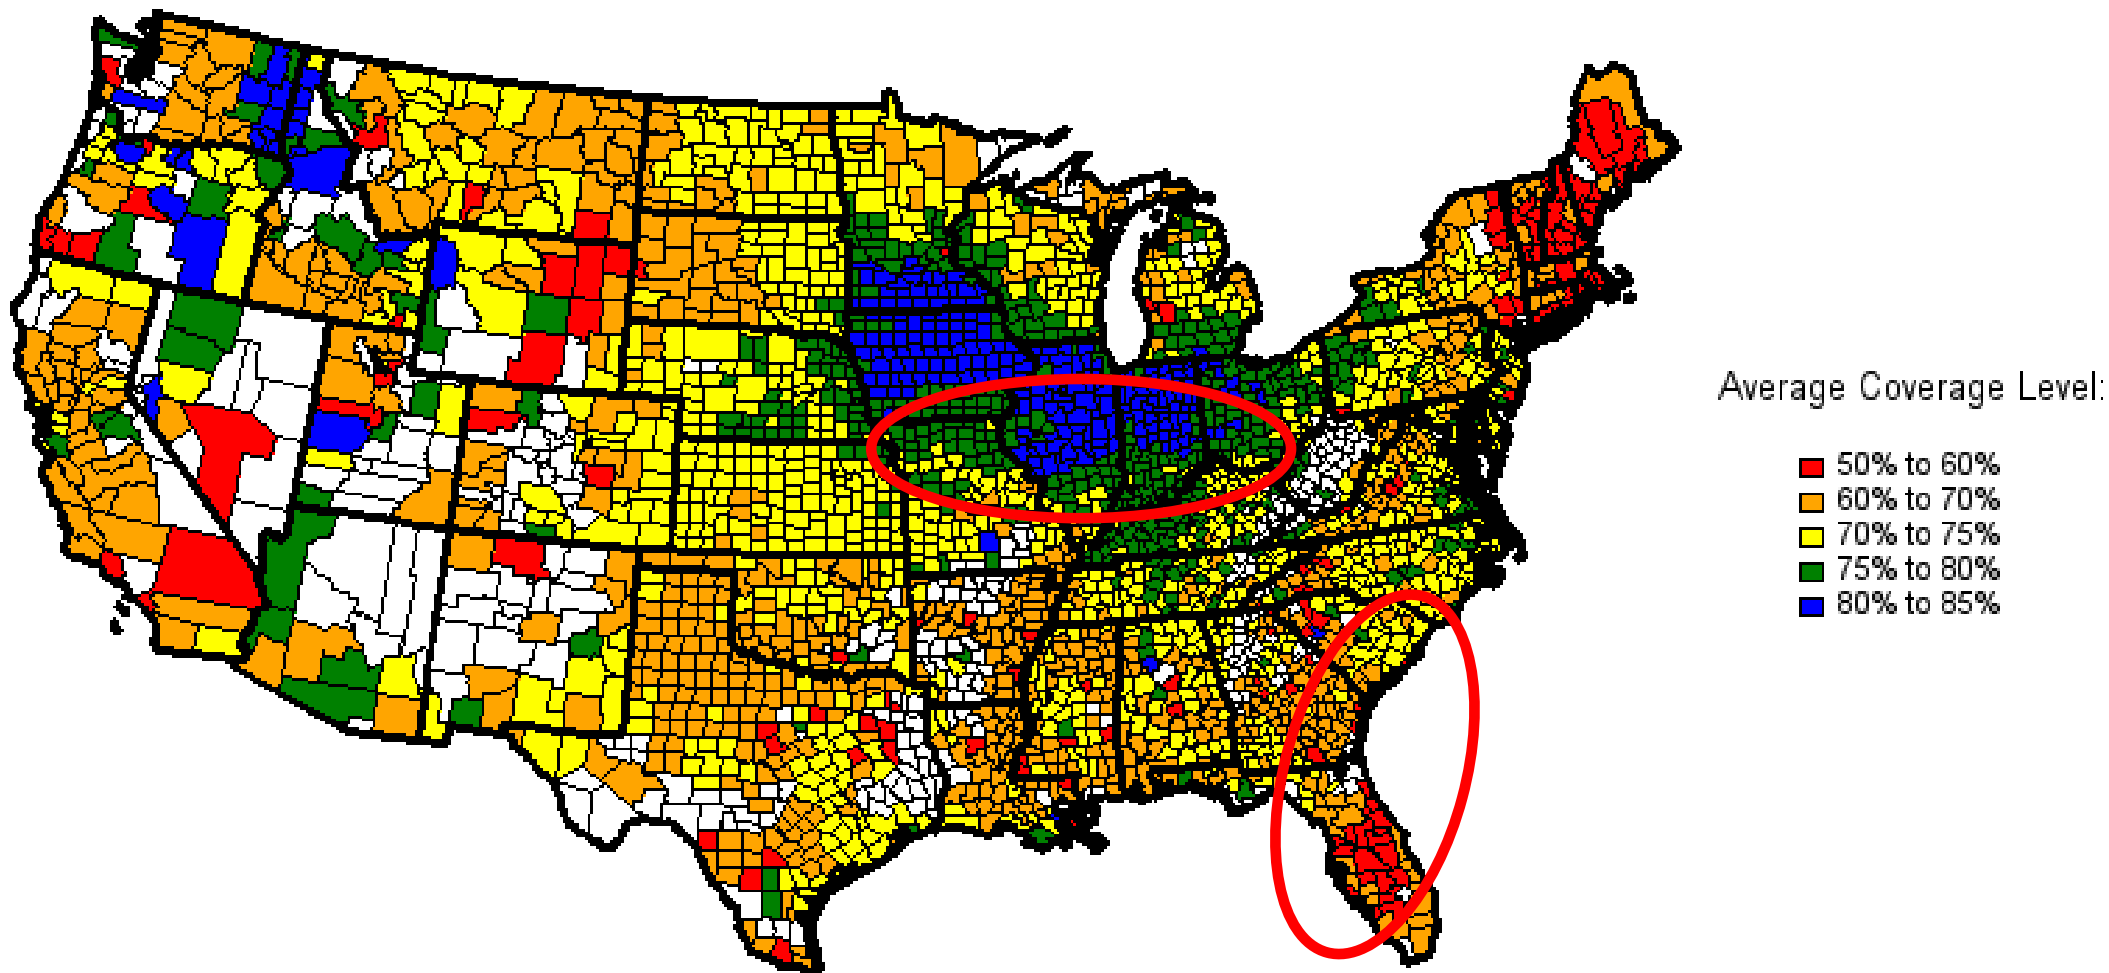 Average Coverage Level:
50% to 60%
60% to 70%
70% to 75%
75% to 80%
80% to 85%